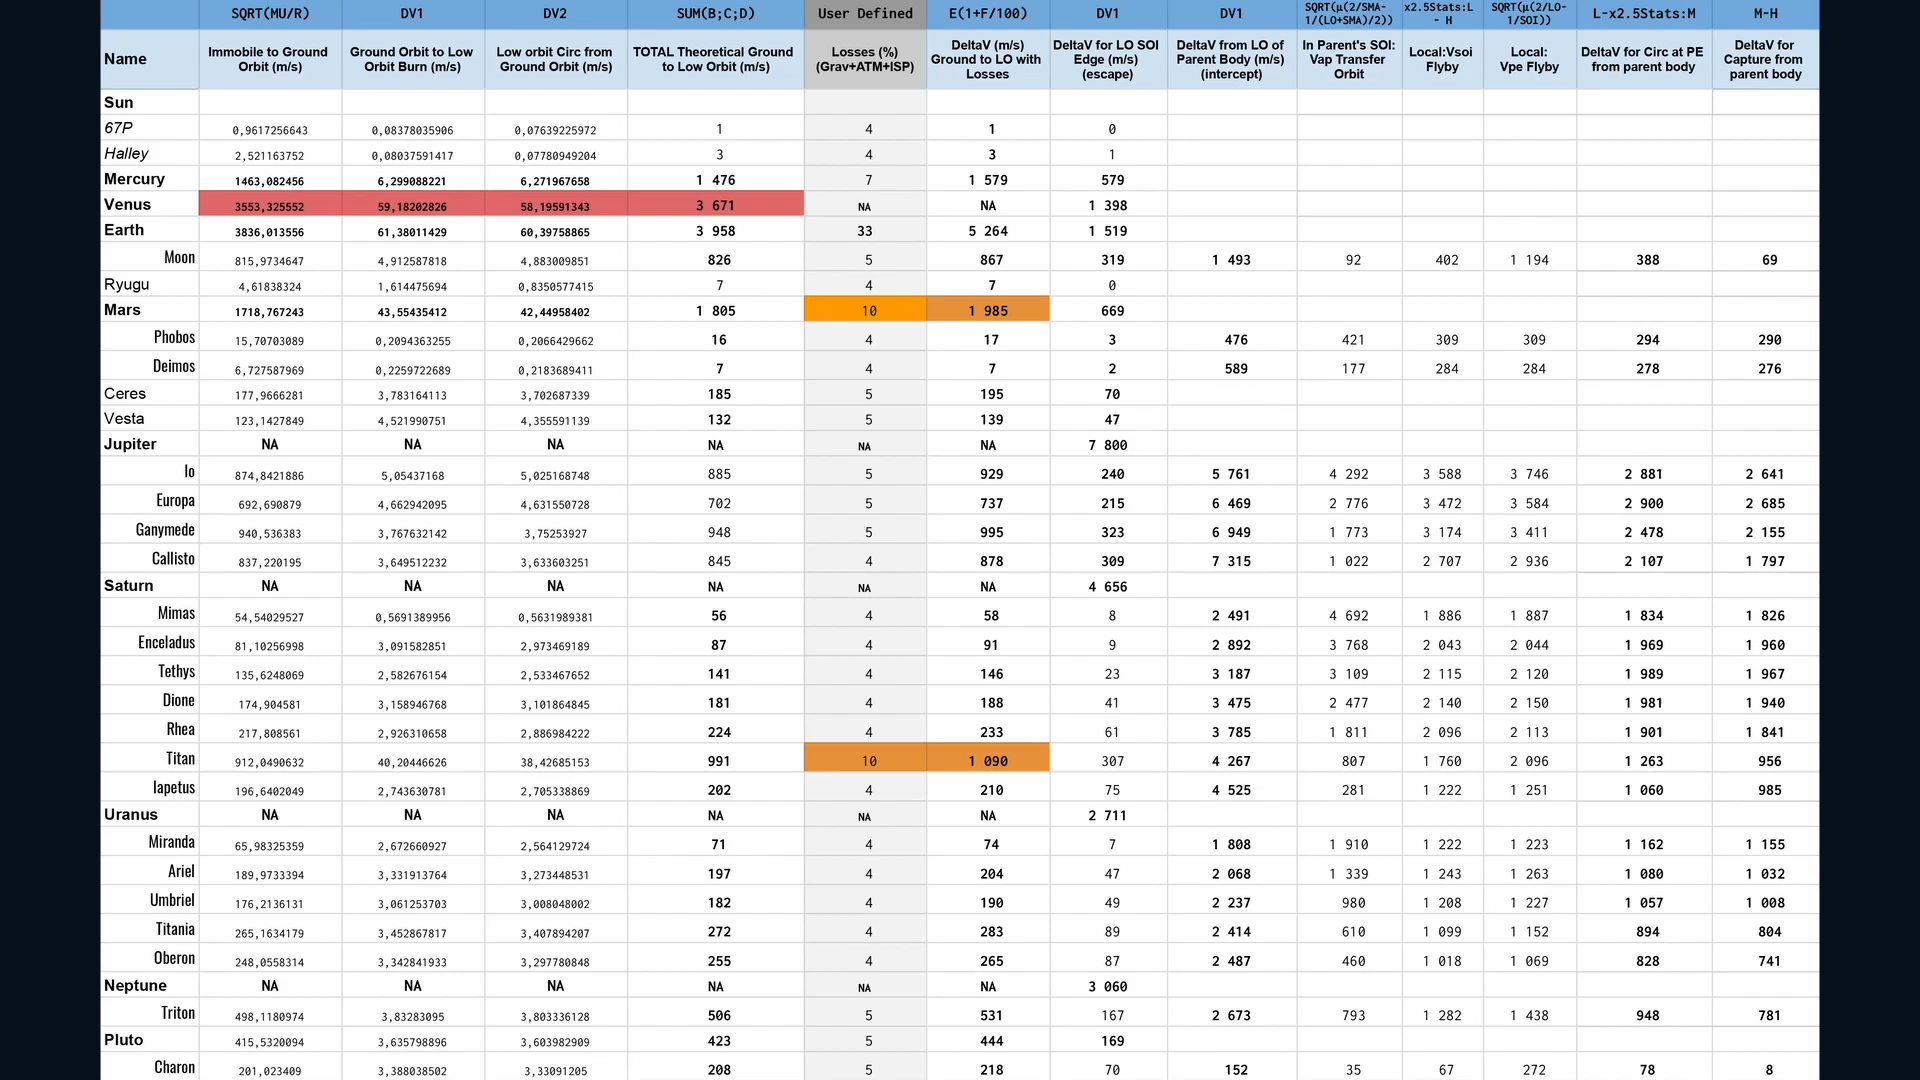 SQRT(MU/R) DV1 DV2 SUM(B;C;D) User Defined E(1+F/100) DV1 DV1 SQRT(μ(2/SMA-1/(LO+SMA)/2)) x2.5Stats:L - H SQRT(μ(2/LO-1/SOI)) L-x2.5Stats:M M-H
Name Immobile to Ground Orbit (m/s) Ground Orbit to Low Orbit Burn (m/s) Low orbit Circ from Ground Orbit (m/s) TOTAL Theoretical Ground to Low Orbit (m/s) Losses (%) (Grav+ATM+ISP) DeltaV (m/s) Ground to LO with Losses DeltaV for LO SOI Edge (m/s) (escape) DeltaV from LO of Parent Body (m/s) (intercept) In Parent's SOI: Vap Transfer Orbit Local:Vsoi Flyby Local: Vpe Flyby DeltaV for Circ at PE from parent body DeltaV for Capture from parent body
Sun
67P 0,9617256643 0,08378035906 0,07639225972 1 4 1 0
Halley 2,521163752 0,08037591417 0,07780949204 3 4 3 1
Mercury 1463,082456 6,299088221 6,271967658 1 476 7 1 579 579
Venus 3553,325552 59,18202826 58,19591343 3 671 NA NA 1 398
Earth 3836,013556 61,38011429 60,39758865 3 958 33 5 264 1 519
Moon 815,9734647 4,912587818 4,883009851 826 5 867 319 1 493 92 402 1 194 388 69
Ryugu 4,61838324 1,614475694 0,8350577415 7 4 7 0
Mars 1718,767243 43,55435412 42,44958402 1 805 10 1 985 669
Phobos 15,70703089 0,2094363255 0,2066429662 16 4 17 3 476 421 309 309 294 290
Deimos 6,727587969 0,2259722689 0,2183689411 7 4 7 2 589 177 284 284 278 276
Ceres 177,9666281 3,783164113 3,702687339 185 5 195 70
Vesta 123,1427849 4,521990751 4,355591139 132 5 139 47
Jupiter NA NA NA NA NA NA 7 800
Io 874,8421886 5,05437168 5,025168748 885 5 929 240 5 761 4 292 3 588 3 746 2 881 2 641
Europa 692,690879 4,662942095 4,631550728 702 5 737 215 6 469 2 776 3 472 3 584 2 900 2 685
Ganymede 940,536383 3,767632142 3,75253927 948 5 995 323 6 949 1 773 3 174 3 411 2 478 2 155
Callisto 837,220195 3,649512232 3,633603251 845 4 878 309 7 315 1 022 2 707 2 936 2 107 1 797
Saturn NA NA NA NA NA NA 4 656
Mimas 54,54029527 0,5691389956 0,5631989381 56 4 58 8 2 491 4 692 1 886 1 887 1 834 1 826
Enceladus 81,10256998 3,091582851 2,973469189 87 4 91 9 2 892 3 768 2 043 2 044 1 969 1 960
Tethys 135,6248069 2,582676154 2,533467652 141 4 146 23 3 187 3 109 2 115 2 120 1 989 1 967
Dione 174,904581 3,158946768 3,101864845 181 4 188 41 3 475 2 477 2 140 2 150 1 981 1 940
Rhea 217,808561 2,926310658 2,886984222 224 4 233 61 3 785 1 811 2 096 2 113 1 901 1 841
Titan 912,0490632 40,20446626 38,42685153 991 10 1 090 307 4 267 807 1 760 2 096 1 263 956
Iapetus 196,6402049 2,743630781 2,705338869 202 4 210 75 4 525 281 1 222 1 251 1 060 985
Uranus NA NA NA NA NA NA 2 711
Miranda 65,98325359 2,672660927 2,564129724 71 4 74 7 1 808 1 910 1 222 1 223 1 162 1 155
Ariel 189,9733394 3,331913764 3,273448531 197 4 204 47 2 068 1 339 1 243 1 263 1 080 1 032
Umbriel 176,2136131 3,061253703 3,008048002 182 4 190 49 2 237 980 1 208 1 227 1 057 1 008
Titania 265,1634179 3,452867817 3,407894207 272 4 283 89 2 414 610 1 099 1 152 894 804
Oberon 248,0558314 3,342841933 3,297780848 255 4 265 87 2 487 460 1 018 1 069 828 741
Neptune NA NA NA NA NA NA 3 060
Triton 498,1180974 3,83283095 3,803336128 506 5 531 167 2 673 793 1 282 1 438 948 781
Pluto 415,5320094 3,635798896 3,603982909 423 5 444 169
Charon 201,023409 3,388038502 3,33091205 208 5 218 70 152 35 67 272 78 8